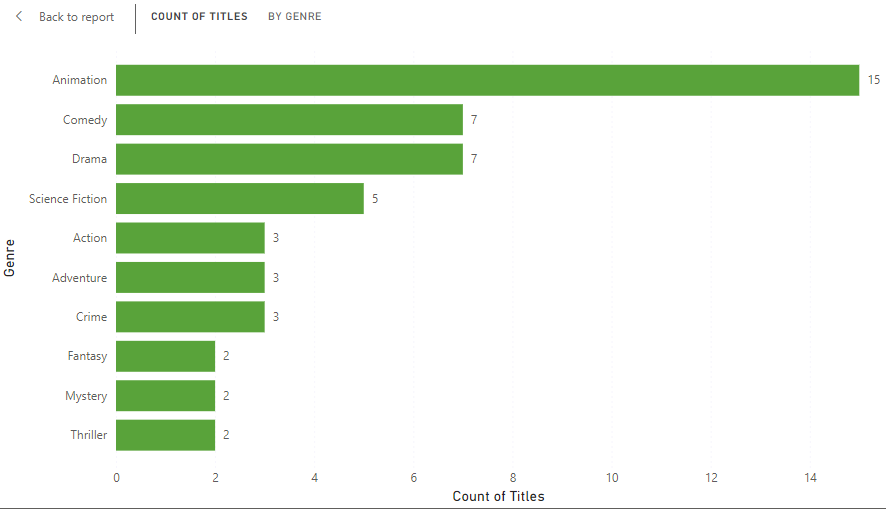 Back to report COUNT OF TITLES BY GENRE
Animation 15
Comedy 7
Drama 7
Science Fiction 5
Action 3
Adventure 3
Crime 3
Fantasy 2
Mystery 2
Thriller 2
Genre
0 2 4 6 8 10 12 14
Count of Titles